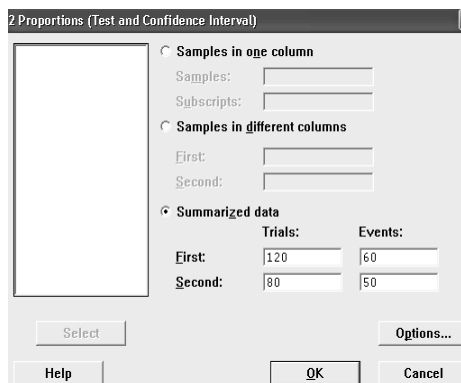 2 Proportions (Test and Confidence Interval)
Samples in one column
Samples:
Subscripts:
Samples in different columns
First:
Second:
Summarized data
Trials: Events:
First: 120 60
Second: 80 50
Select Options...
Help OK Cancel